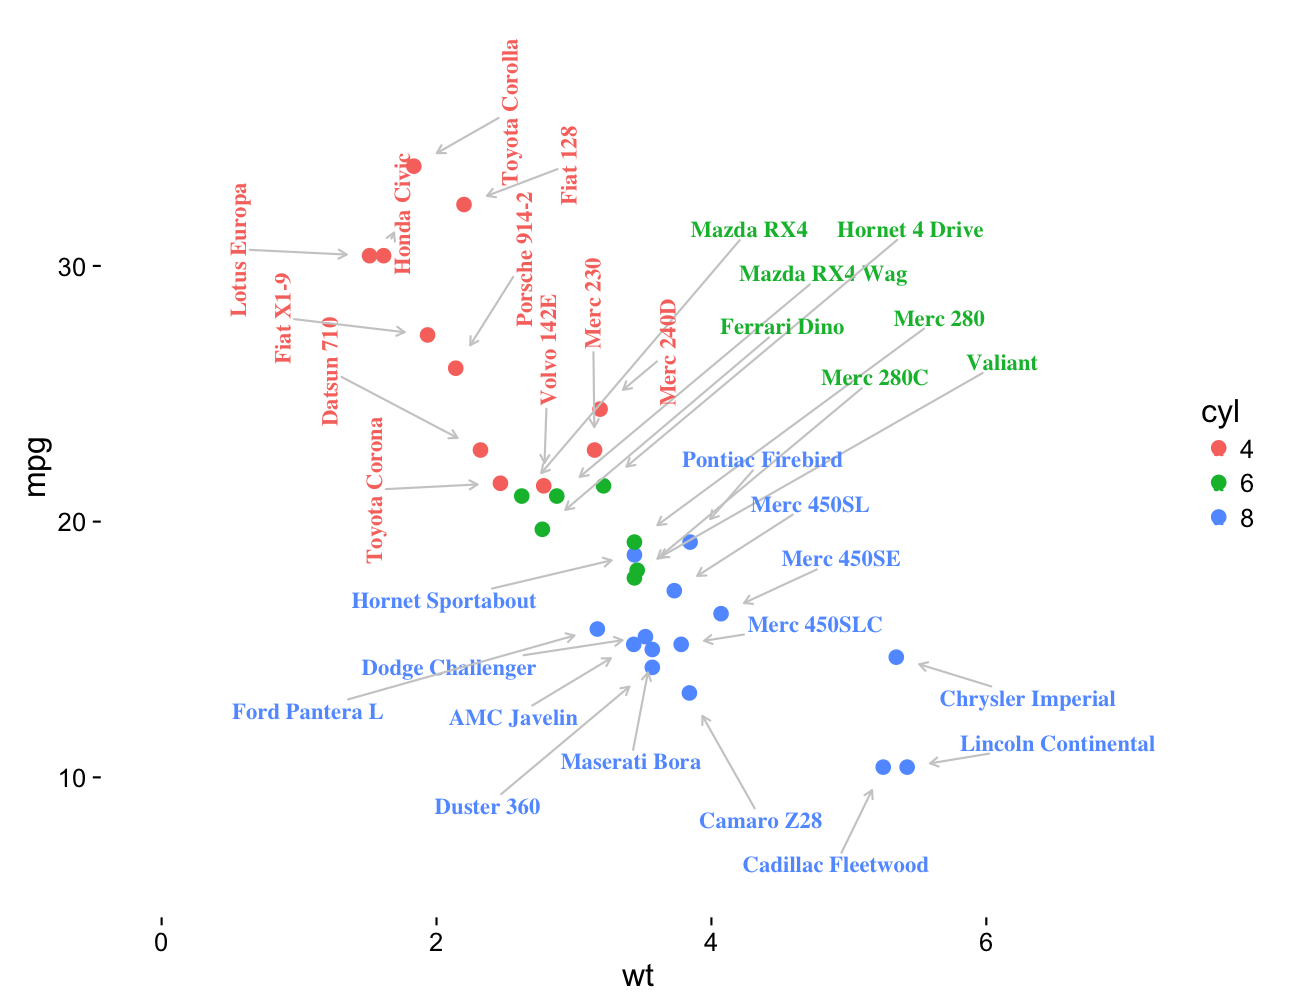 Toyota Corolla
Fiat 128
Honda Civic
Lotus Europa
Porsche 914-2
Fiat X1-9
Datsun 710
Volvo 142E
Merc 230
Merc 240D
Toyota Corona
Mazda RX4
Hornet 4 Drive
Mazda RX4 Wag
Ferrari Dino
Merc 280
Valiant
Merc 280C
Pontiac Firebird
Merc 450SL
Merc 450SE
Hornet Sportabout
Merc 450SLC
Dodge Challenger
Chrysler Imperial
Ford Pantera L
AMC Javelin
Lincoln Continental
Maserati Bora
Duster 360
Camaro Z28
Cadillac Fleetwood
30
20
10
mpg
0
2
4
6
wt
cyl
4
6
8